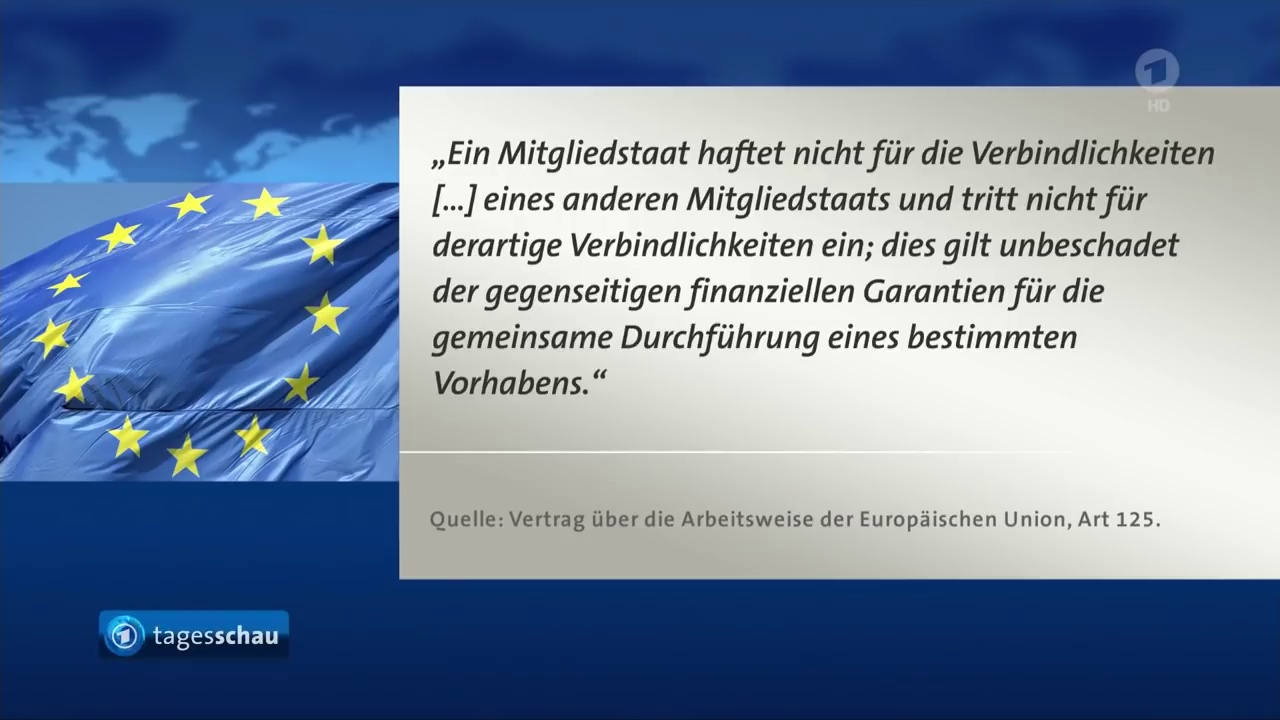 HD
„Ein Mitgliedstaat haftet nicht für die Verbindlichkeiten
[...] eines anderen Mitgliedstaats und tritt nicht für
derartige Verbindlichkeiten ein; dies gilt unbeschadet
der gegenseitigen finanziellen Garantien für die
gemeinsame Durchführung eines bestimmten
Vorhabens.“
Quelle: Vertrag über die Arbeitsweise der Europäischen Union, Art 125.
tagesschau